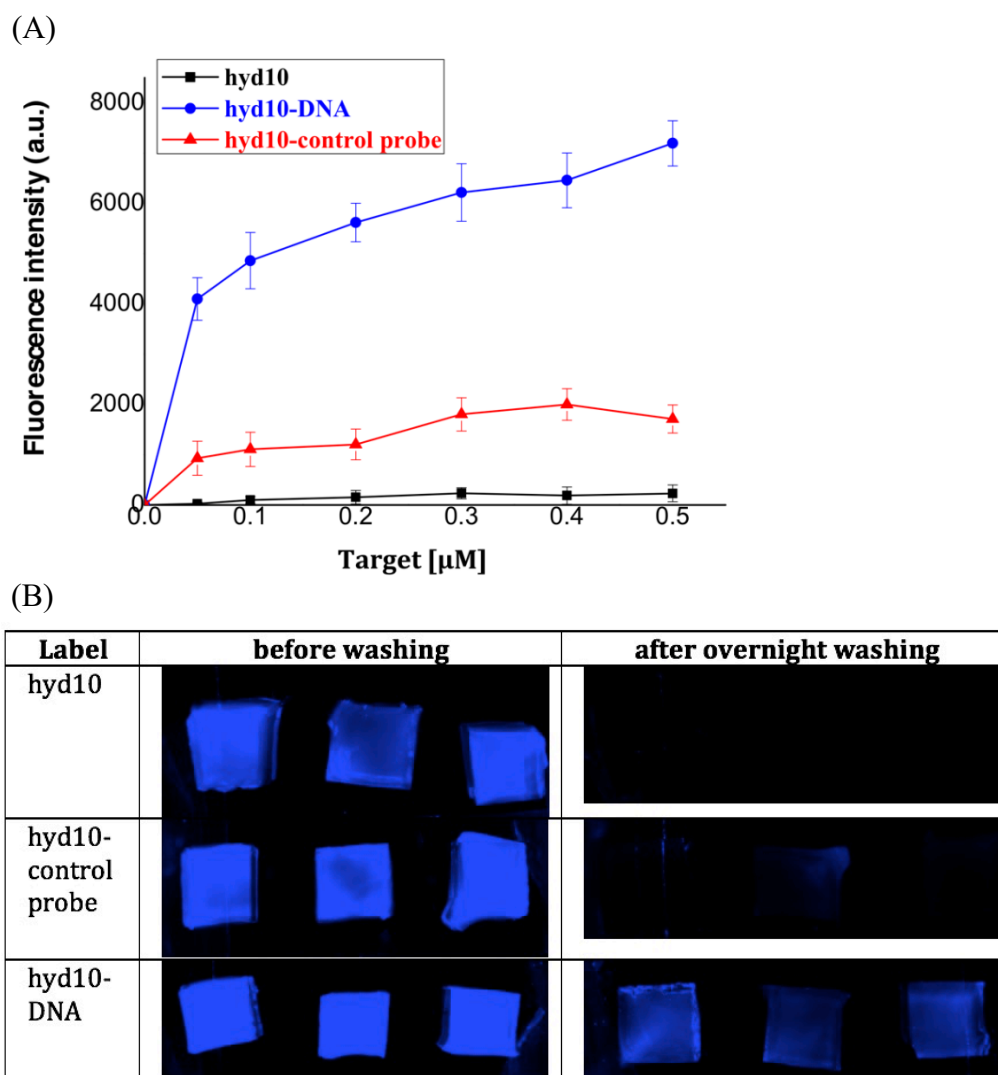 (A)
hyd10
hyd10-DNA
hyd10-control probe
Fluorescence intensity (a.u.)
8000
6000
4000
2000
0
0.0 0.1 0.2 0.3 0.4 0.5
Target [μM]
(B)
Label before washing after overnight washing
hyd10
hyd10-
control
probe
hyd10-
DNA